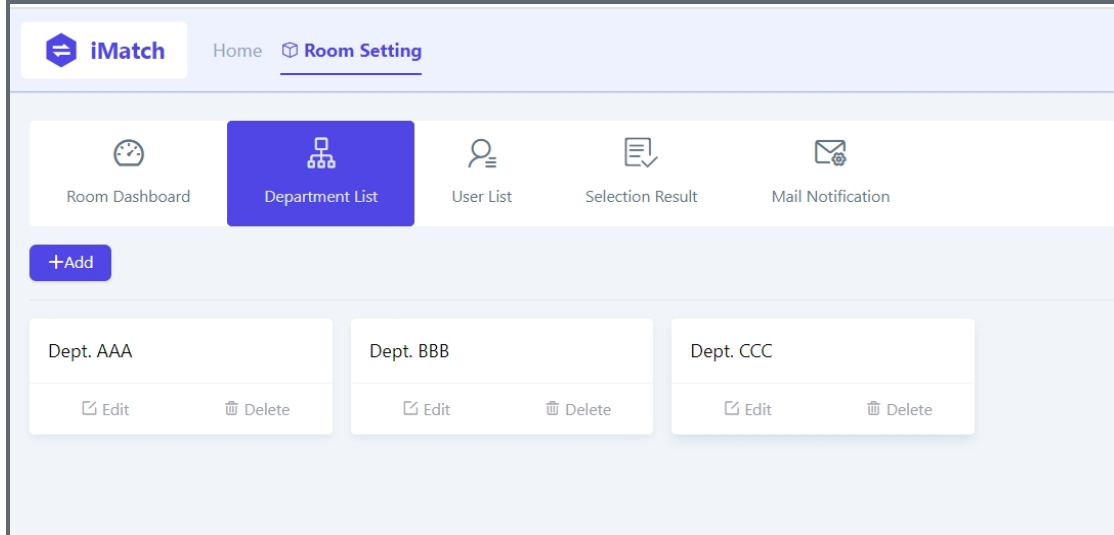 iMatch Home Room Setting
Room Dashboard Department List User List Selection Result Mail Notification
+Add
Dept. AAA Dept. BBB Dept. CCC
Edit Delete Edit Delete Edit Delete